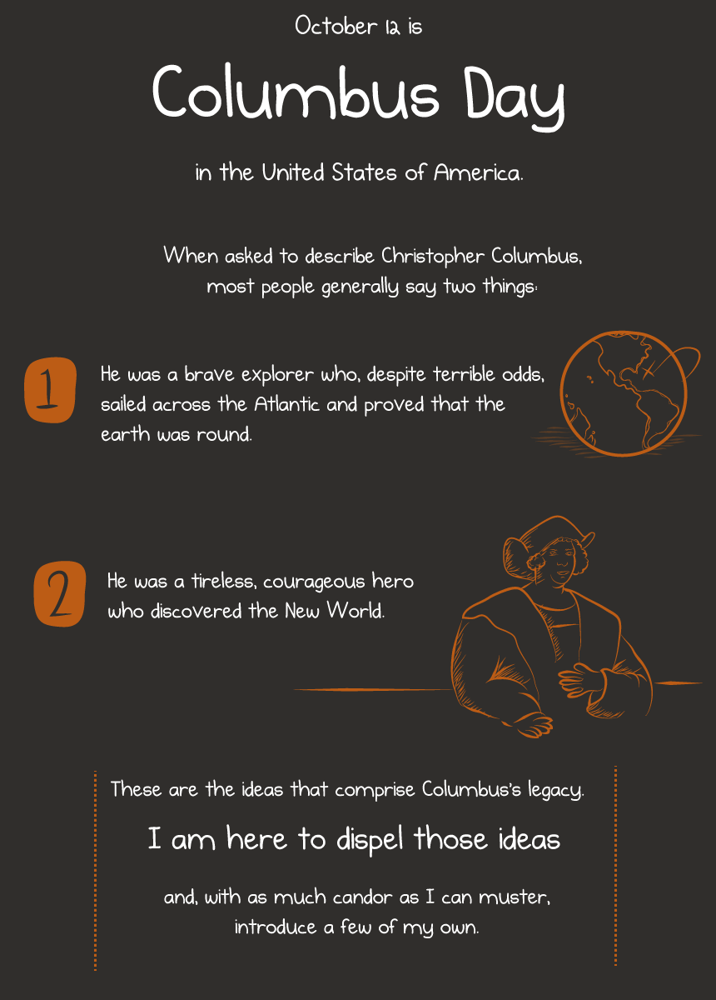 October 12 is
Columbus Day
in the United States of America.
When asked to describe Christopher Columbus,
most people generally say two things:
1
He was a brave explorer who, despite terrible odds,
sailed across the Atlantic and proved that the
earth was round.
2
He was a tireless, courageous hero
who discovered the New World.
These are the ideas that comprise Columbus's legacy.
I am here to dispel those ideas
and, with as much candor as I can muster,
introduce a few of my own.